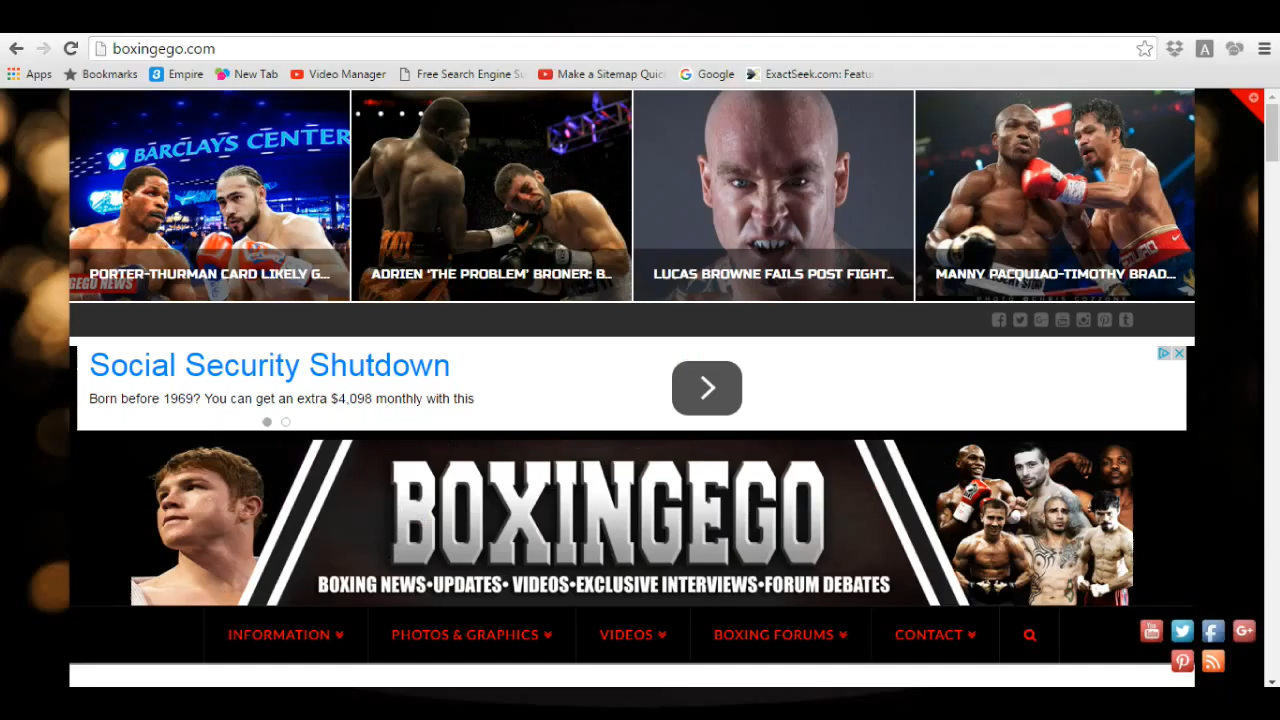 boxingego.com
Apps
Bookmarks
Empire
New Tab
Video Manager
Free Search Engine Su
Make a Sitemap Quic
Google
ExactSeek.com: Featu
BARCLAYS CENTER
PORTER-THURMAN CARD LIKELY G...
ADRIEN ‘THE PROBLEM’ BRONER: B...
LUCAS BROWNE FAILS POST FIGHT...
MANNY PACQUIAO-TIMOTHY BRAD...
Social Security Shutdown
Born before 1969? You can get an extra $4,098 monthly with this
BOXINGEGO
BOXING NEWS•UPDATES• VIDEOS•EXCLUSIVE INTERVIEWS•FORUM DEBATES
INFORMATION
PHOTOS & GRAPHICS
VIDEOS
BOXING FORUMS
CONTACT